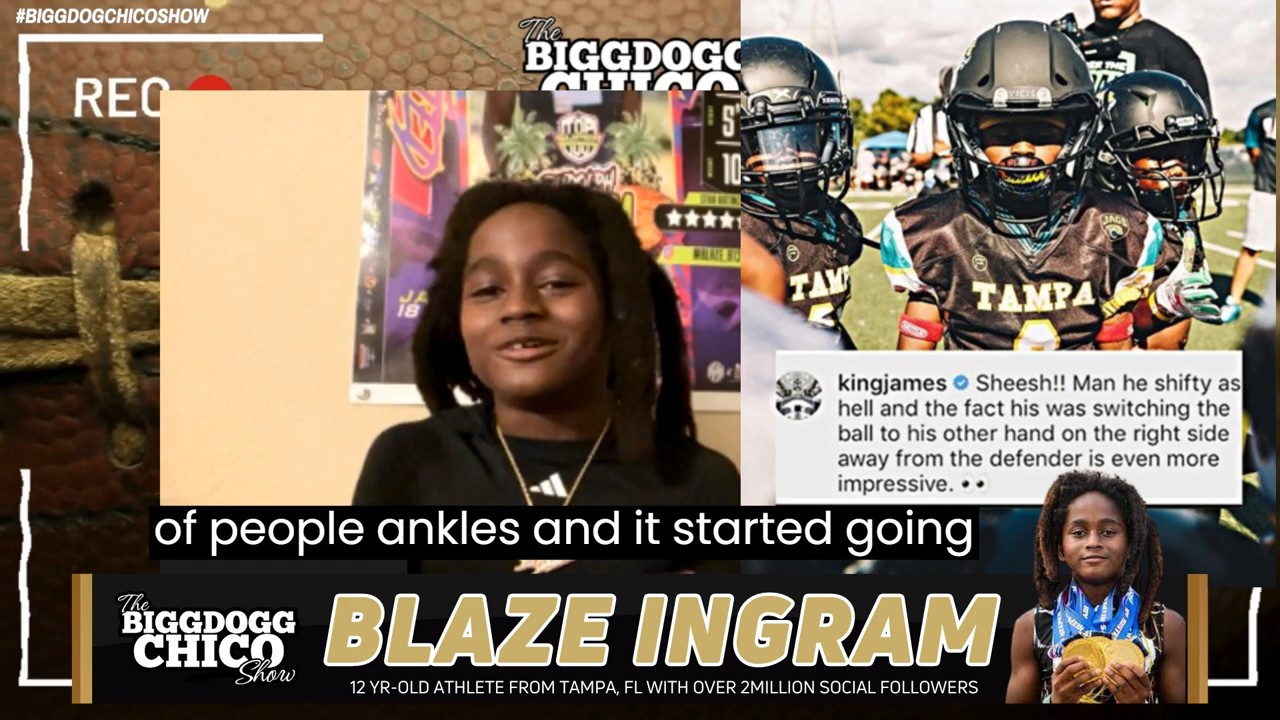 #BIGGDOGCHICOSHOW
The
BIGGDOGG
CHICO
REC
TAMPA
JAGS
VICIS
kingjames Sheesh!! Man he shifty as
hell and the fact his was switching the
ball to his other hand on the right side
away from the defender is even more
impressive. 👀
of people ankles and it started going
The
BIGGDOGG
CHICO
Show
BLAZE INGRAM
12 YR-OLD ATHLETE FROM TAMPA, FL WITH OVER 2MILLION SOCIAL FOLLOWERS